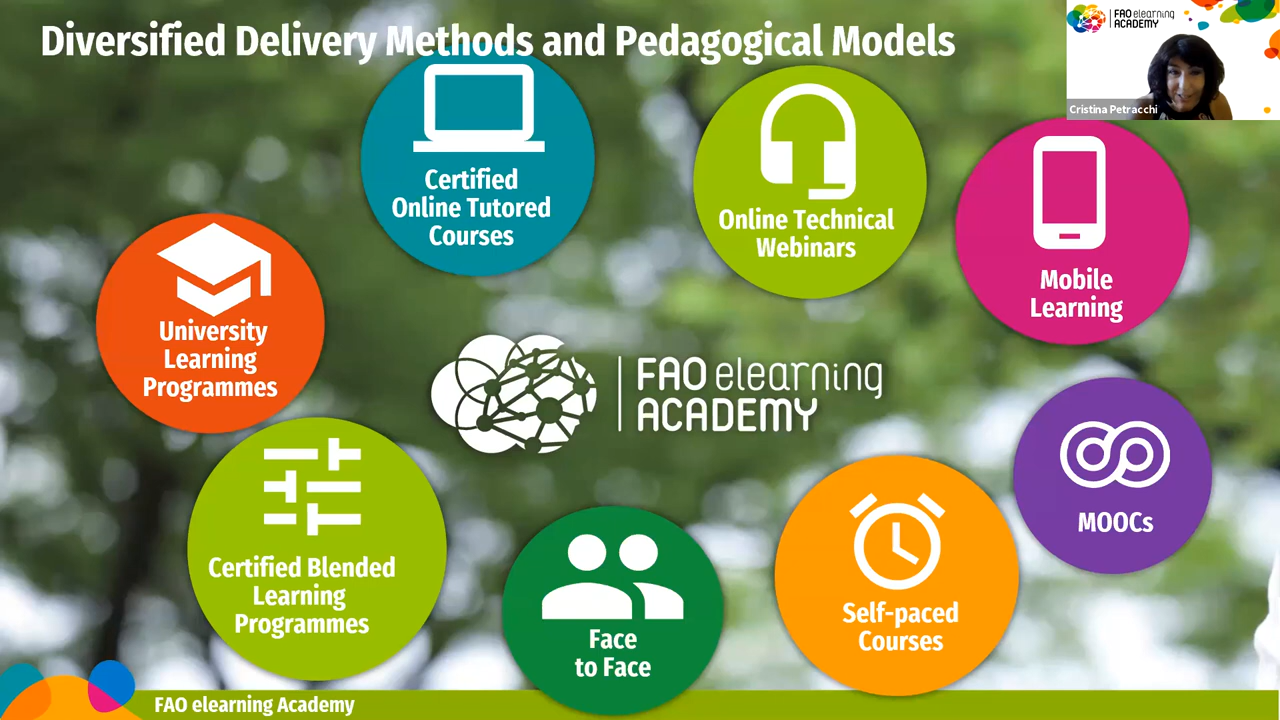 Diversified Delivery Methods and Pedagogical Models
FAO elearning
ACADEMY
Cristina Petracchi
Certified
Online Tutored
Courses
Online Technical
Webinars
Mobile
Learning
University
Learning
Programmes
FAO elearning
ACADEMY
MOOCs
Certified Blended
Learning
Programmes
Face
to Face
Self-paced
Courses
FAO elearning Academy